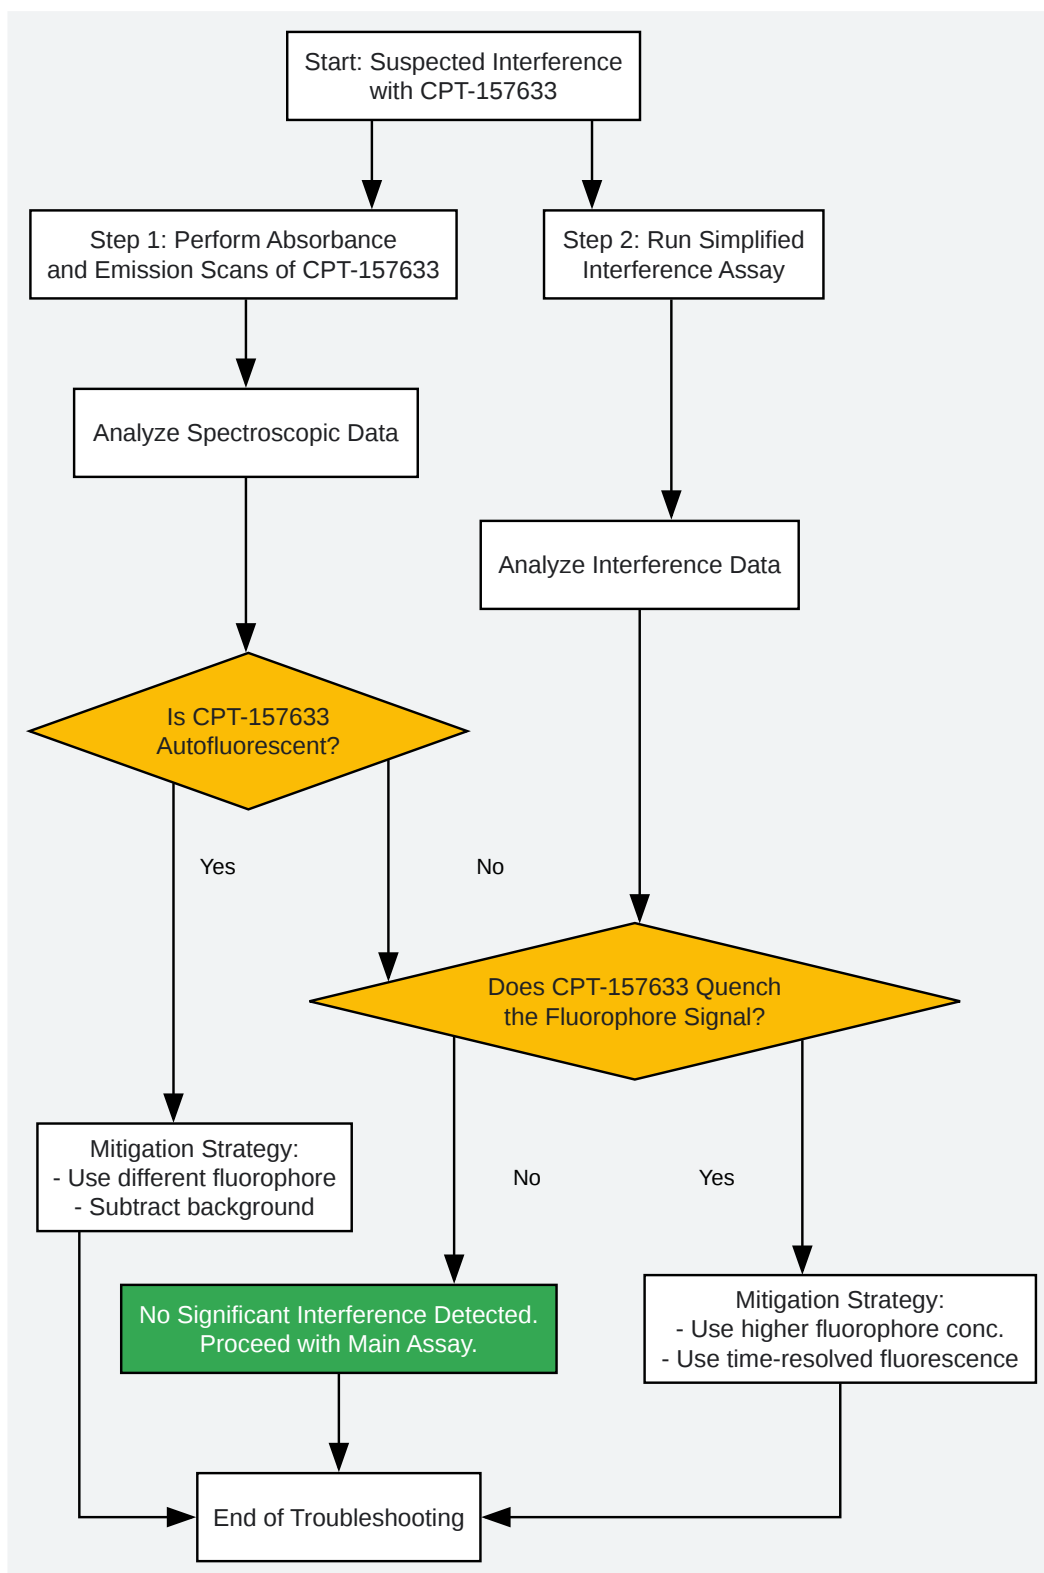 Start: Suspected Interference
with CPT-157633
Step 1: Perform Absorbance
and Emission Scans of CPT-157633
Step 2: Run Simplified
Interference Assay
Analyze Spectroscopic Data
Analyze Interference Data
Is CPT-157633
Autofluorescent?
Yes
No
Does CPT-157633 Quench
the Fluorophore Signal?
Mitigation Strategy:
- Use different fluorophore
- Subtract background
No
Yes
No Significant Interference Detected.
Proceed with Main Assay.
Mitigation Strategy:
- Use higher fluorophore conc.
- Use time-resolved fluorescence
End of Troubleshooting